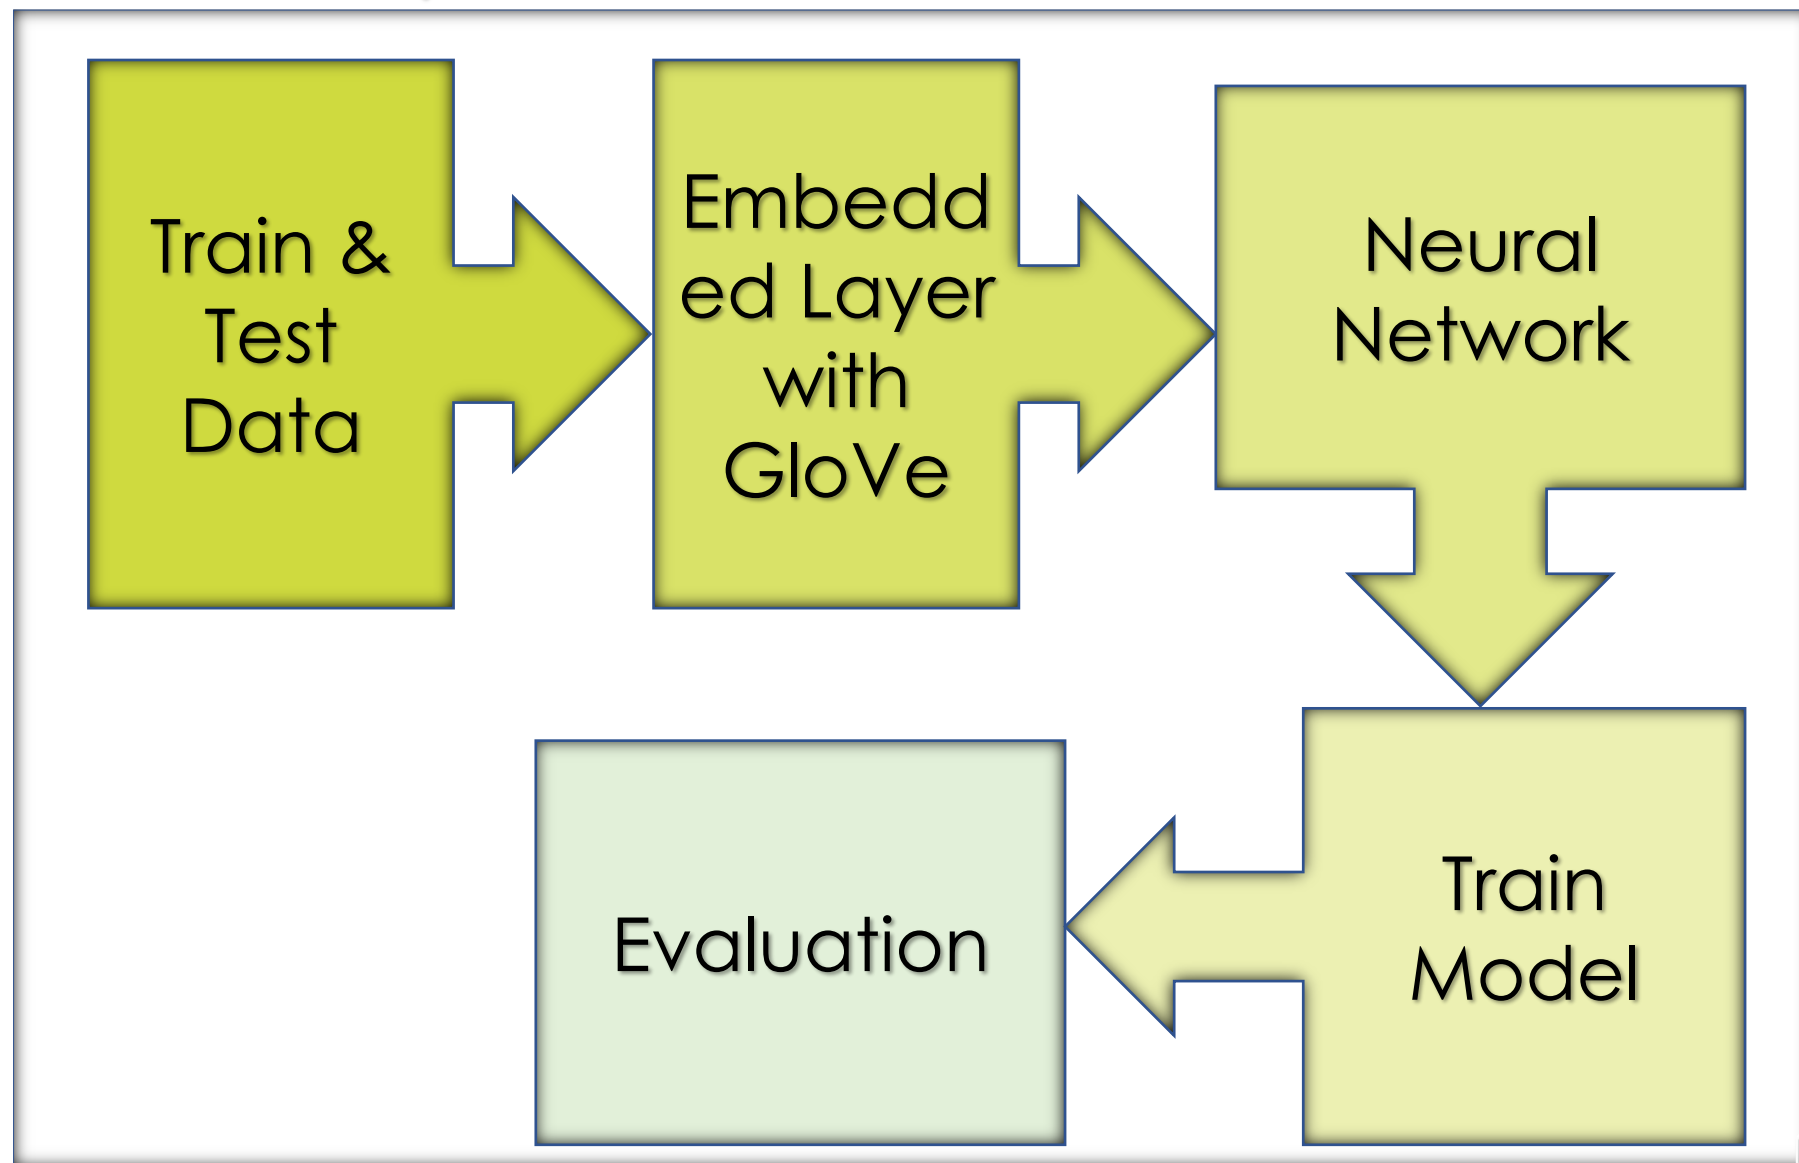 Train &
Test
Data
Embedd
ed Layer
with
GloVe
Neural
Network
Train
Model
Evaluation